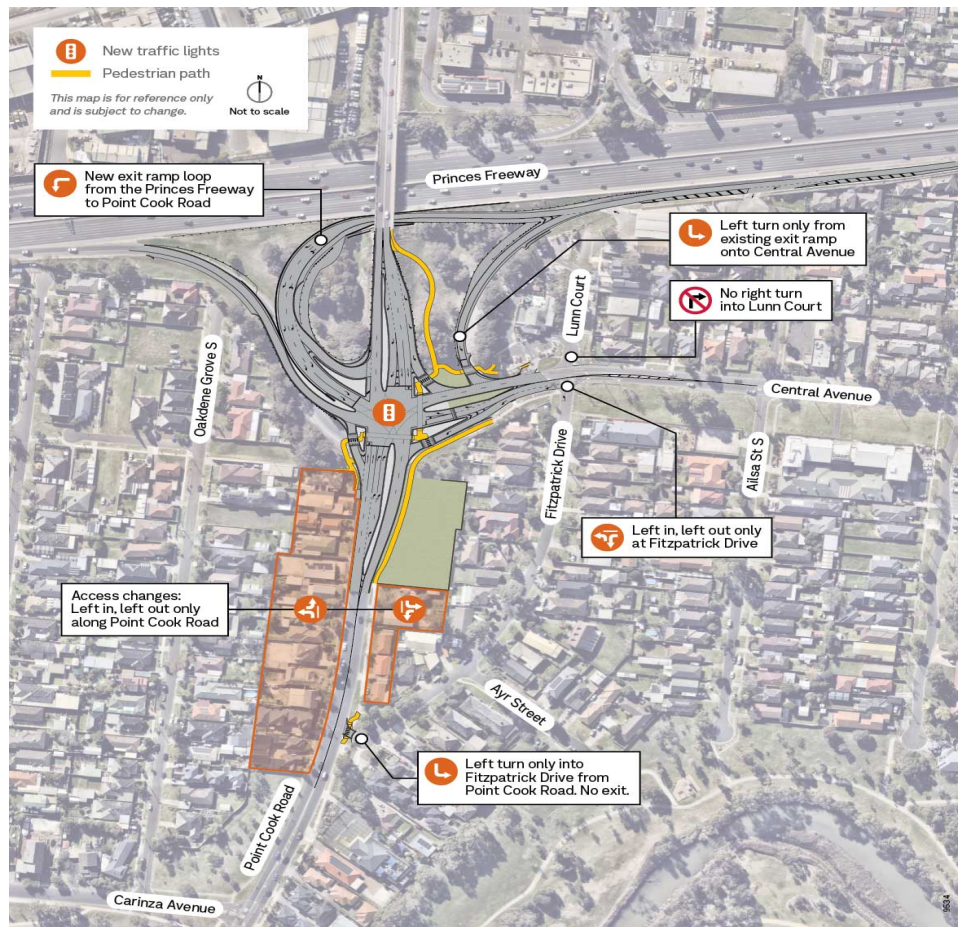 New traffic lights
Pedestrian path
This map is for reference only
and is subject to change.
N
Not to scale
New exit ramp loop
from the Princes Freeway
to Point Cook Road
Princes Freeway
Left turn only from
existing exit ramp
onto Central Avenue
Lunn Court
No right turn
into Lunn Court
Oakdene Grove S
Central Avenue
Fitzpatrick Drive
Ailsa St S
Left in, left out only
at Fitzpatrick Drive
Access changes:
Left in, left out only
along Point Cook Road
Ayr Street
Left turn only into
Fitzpatrick Drive from
Point Cook Road. No exit.
Point Cook Road
Carinza Avenue
9634